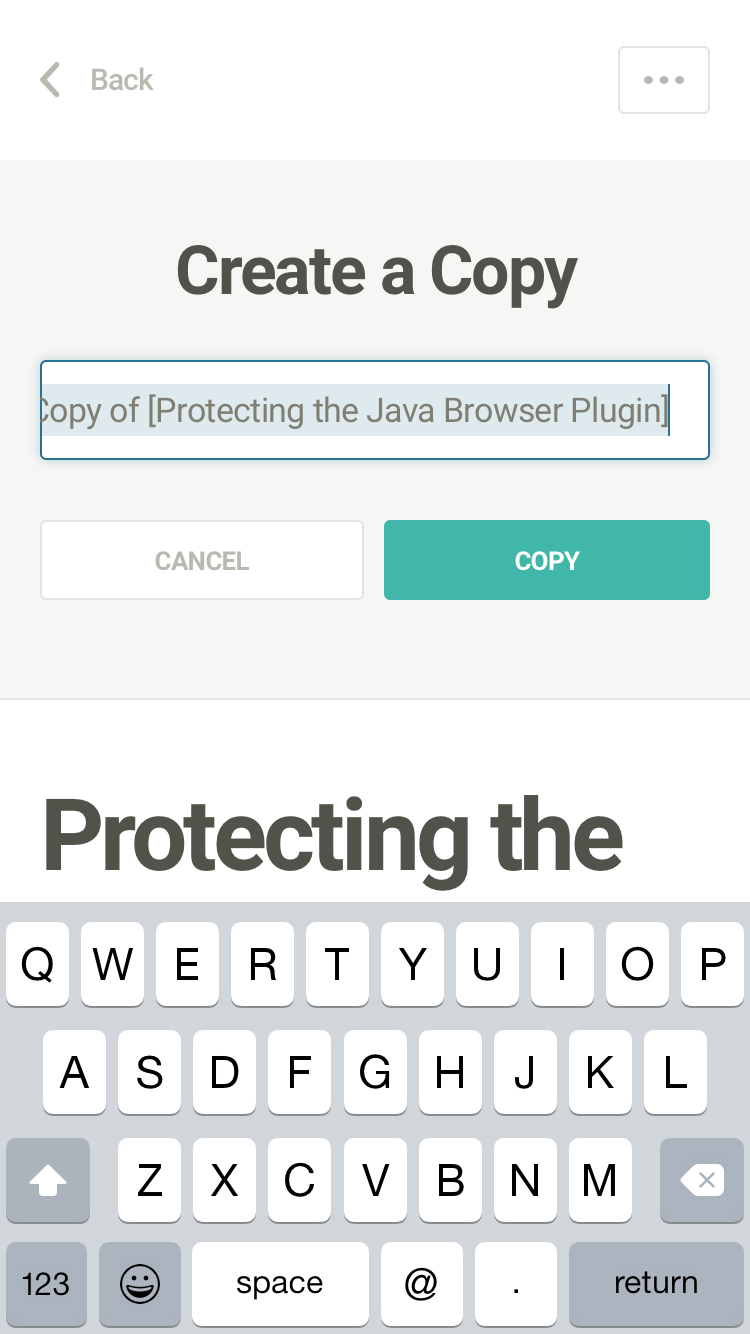 Back
Create a Copy
Copy of [Protecting the Java Browser Plugin]
CANCEL COPY
Protecting the
Q W E R T Y U I O P
A S D F G H J K L
Z X C V B N M
123 space @ . return